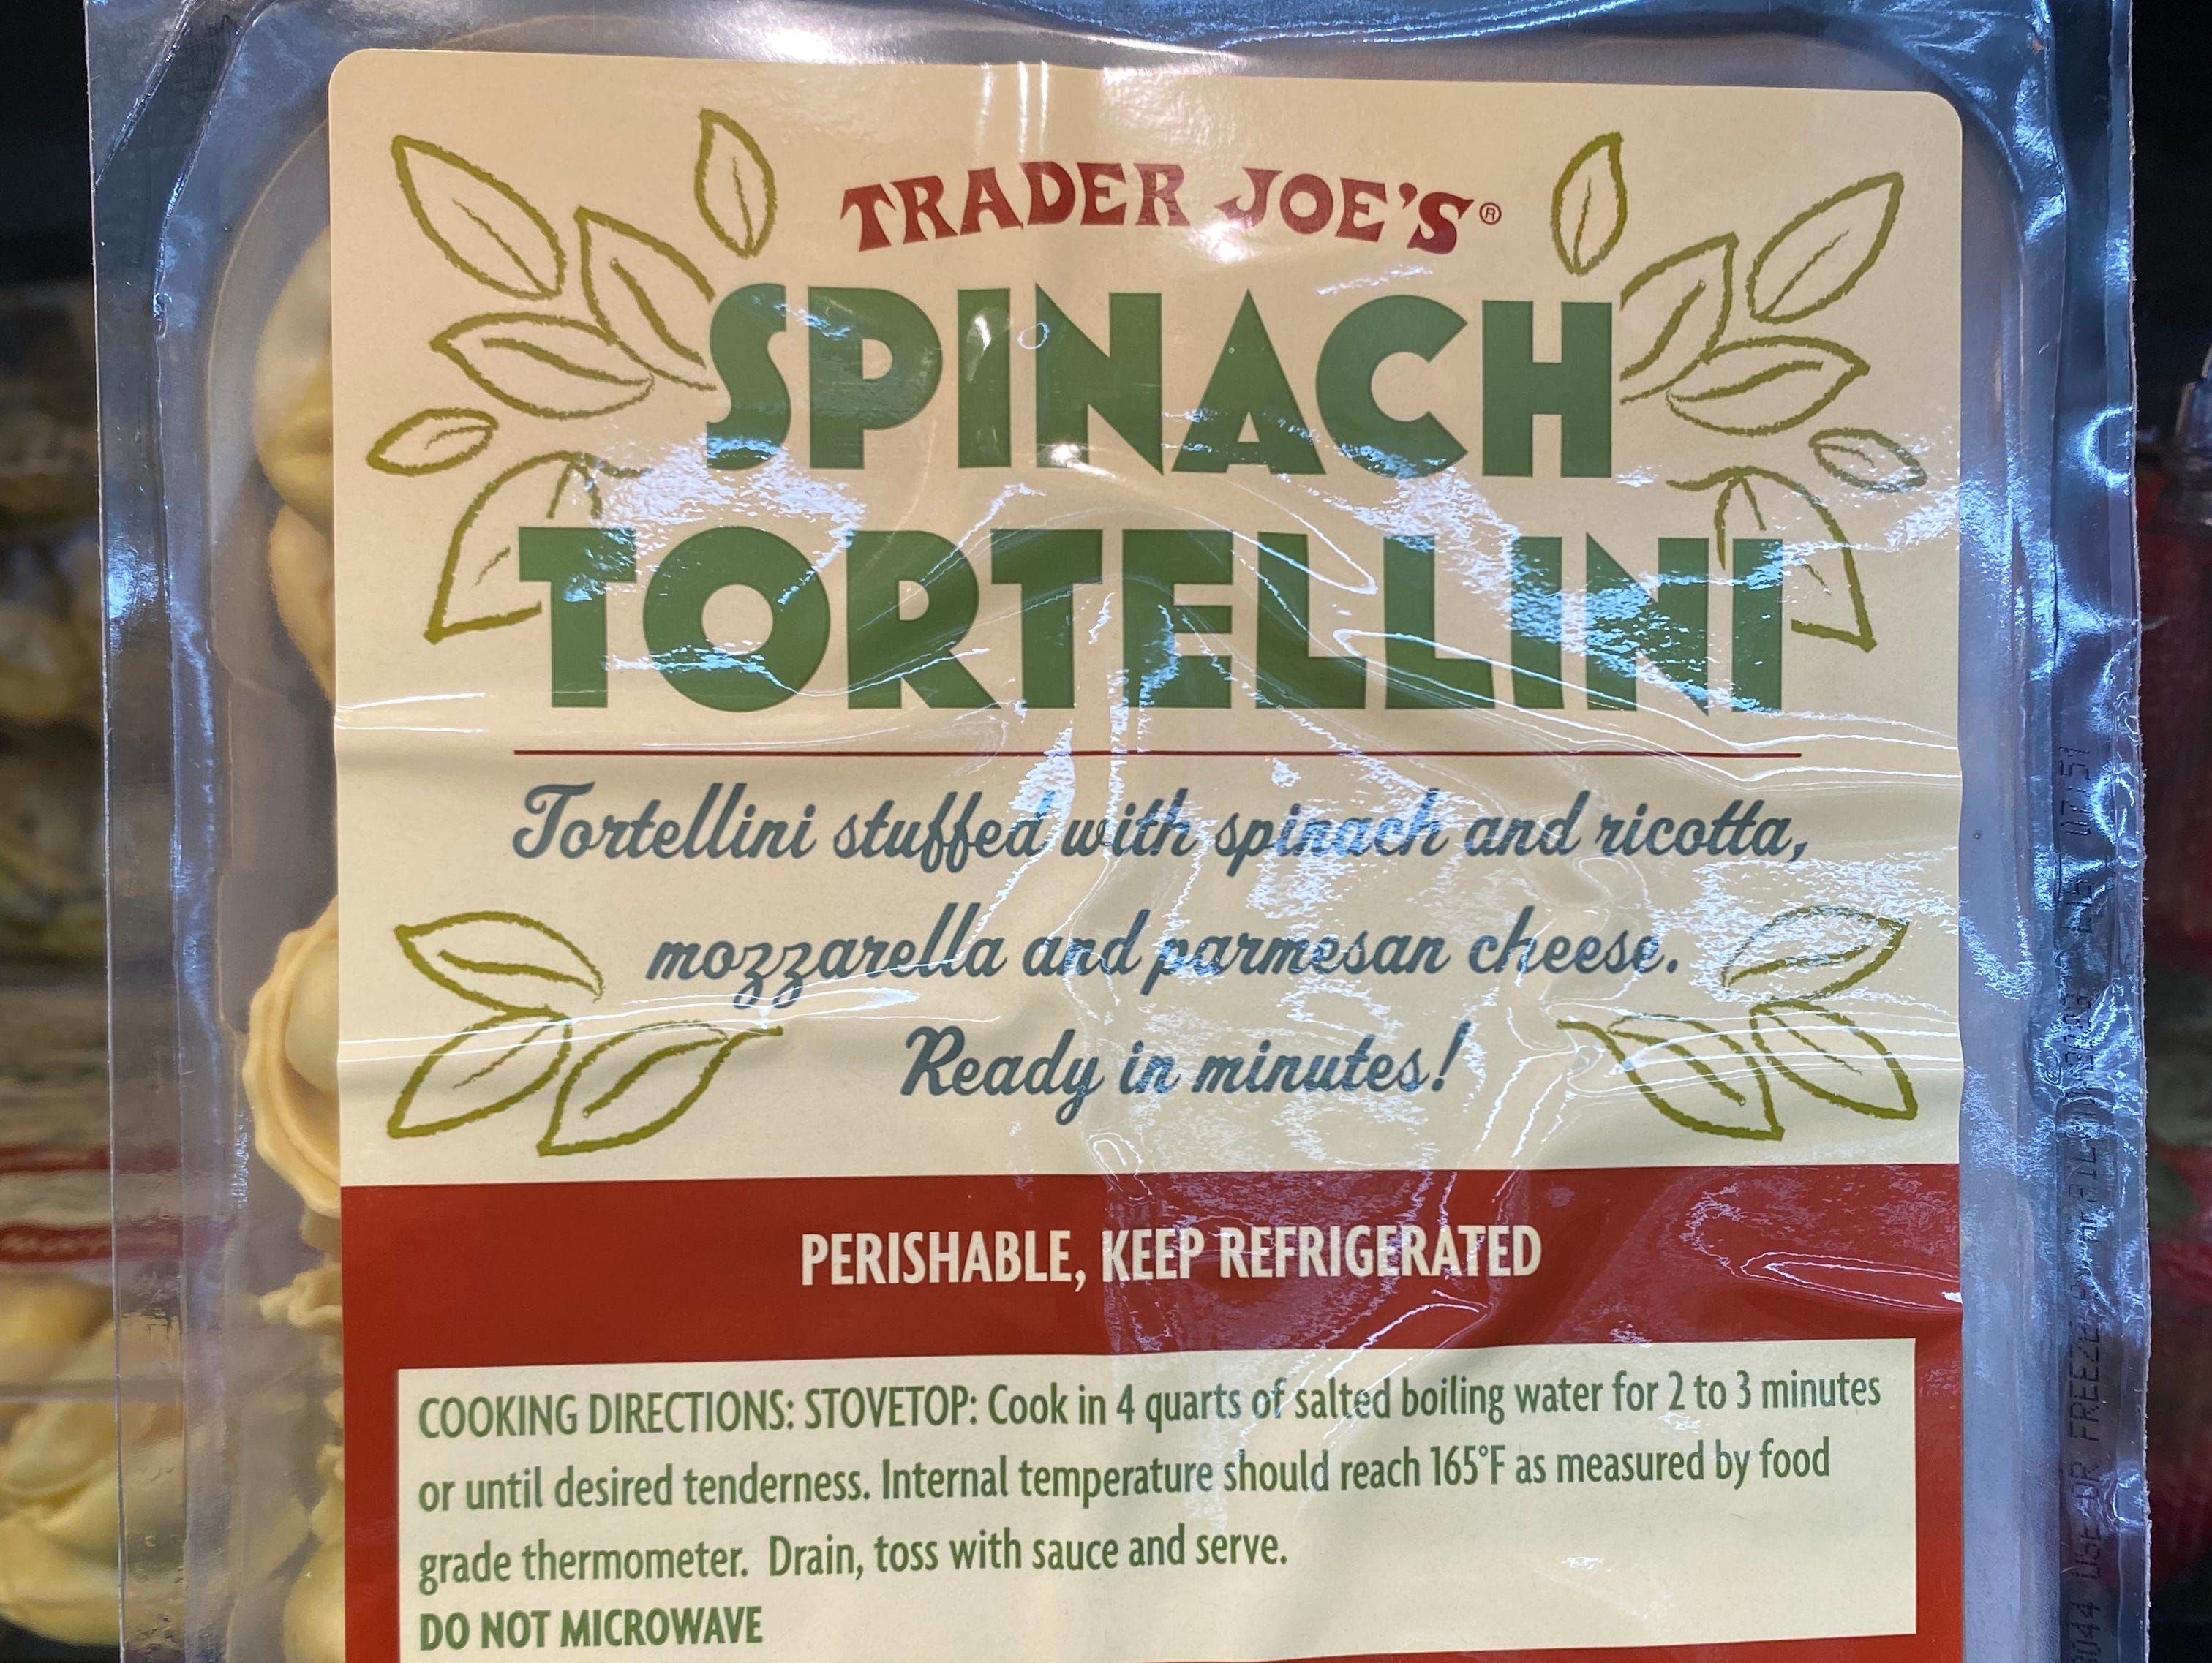 TRADER JOE'S®
SPINACH
TORTELLINI
Tortellini stuffed with spinach and ricotta,
mozzarella and parmesan cheese.
Ready in minutes!
PERISHABLE, KEEP REFRIGERATED
COOKING DIRECTIONS: STOVETOP: Cook in 4 quarts of salted boiling water for 2 to 3 minutes
or until desired tenderness. Internal temperature should reach 165°F as measured by food
grade thermometer. Drain, toss with sauce and serve.
DO NOT MICROWAVE